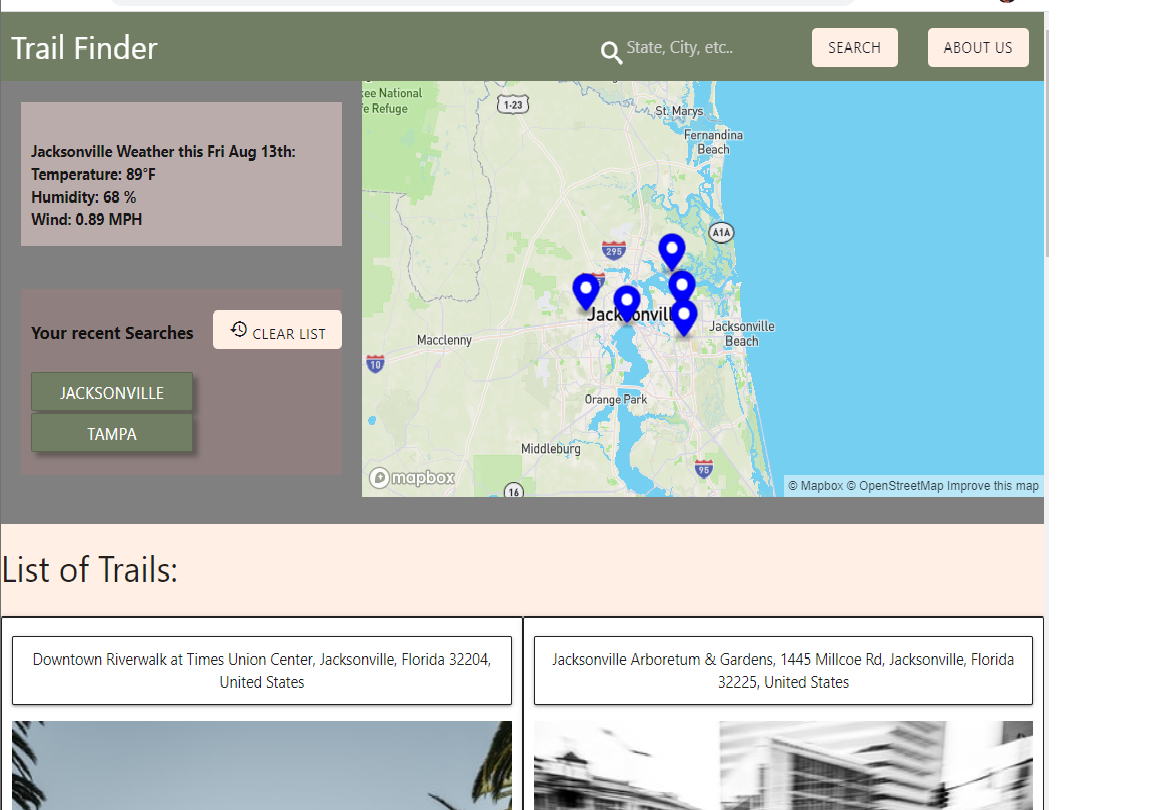 Trail Finder
State, City, etc..
SEARCH
ABOUT US
Jacksonville Weather this Fri Aug 13th:
Temperature: 89°F
Humidity: 68 %
Wind: 0.89 MPH
Your recent Searches
CLEAR LIST
JACKSONVILLE
TAMPA
ee National
e Refuge
1-23
St. Marys
Fernandina
Beach
A1A
295
Jacksonvill
Jacksonville
Beach
Macclenny
10
Orange Park
Middleburg
95
16
mapbox
© Mapbox © OpenStreetMap Improve this map
List of Trails:
Downtown Riverwalk at Times Union Center, Jacksonville, Florida 32204,
United States
Jacksonville Arboretum & Gardens, 1445 Millcoe Rd, Jacksonville, Florida
32225, United States